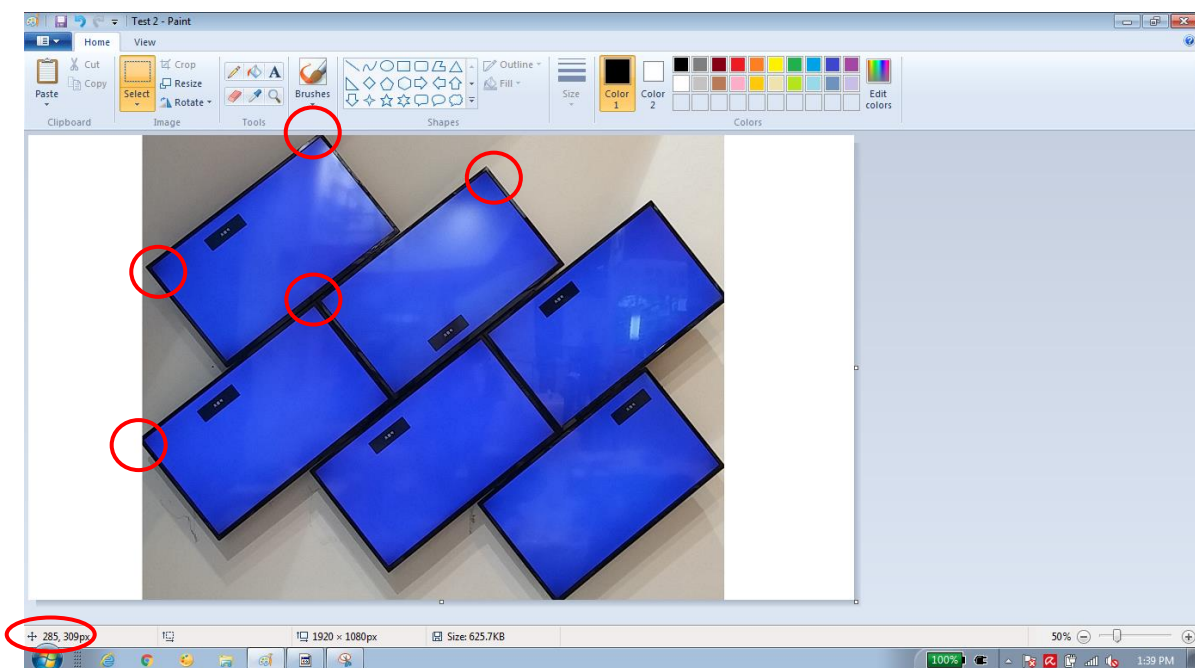 Test 2 - Paint
Home View
Paste
Cut
Copy
Clipboard
Select
Crop
Resize
Rotate
Image
A
Tools
Brushes
Outline
Fill
Shapes
Size
Color 1
Color 2
Edit colors
Colors
285, 309px
1920 × 1080px
Size: 625.7KB
50%
100%
1:39 PM